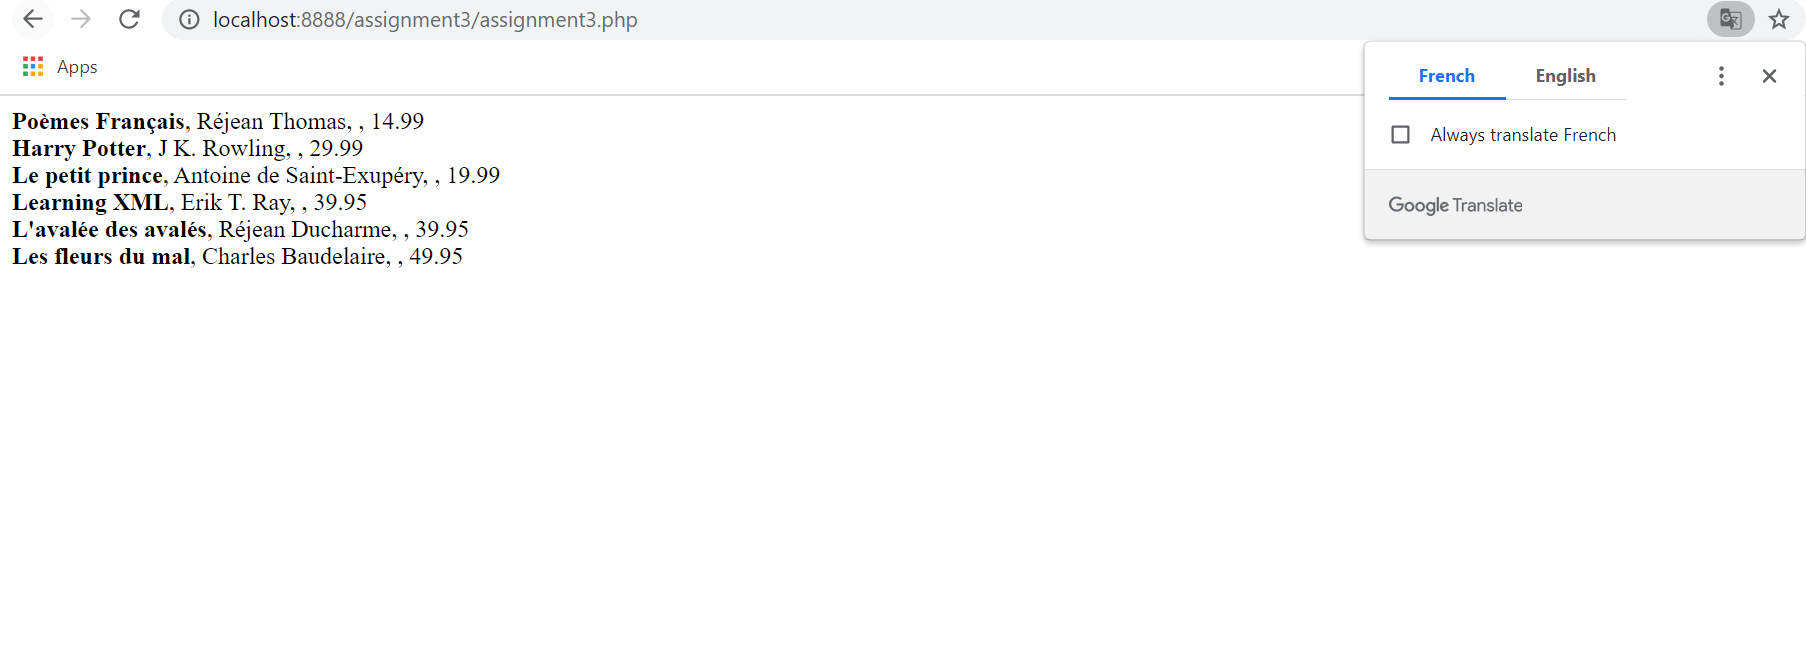 localhost:8888/assignment3/assignment3.php
Apps
French English
Always translate French
Google Translate
Poèmes Français, Réjean Thomas, , 14.99
Harry Potter, J K. Rowling, , 29.99
Le petit prince, Antoine de Saint-Exupéry, , 19.99
Learning XML, Erik T. Ray, , 39.95
L'avalée des avalés, Réjean Ducharme, , 39.95
Les fleurs du mal, Charles Baudelaire, , 49.95